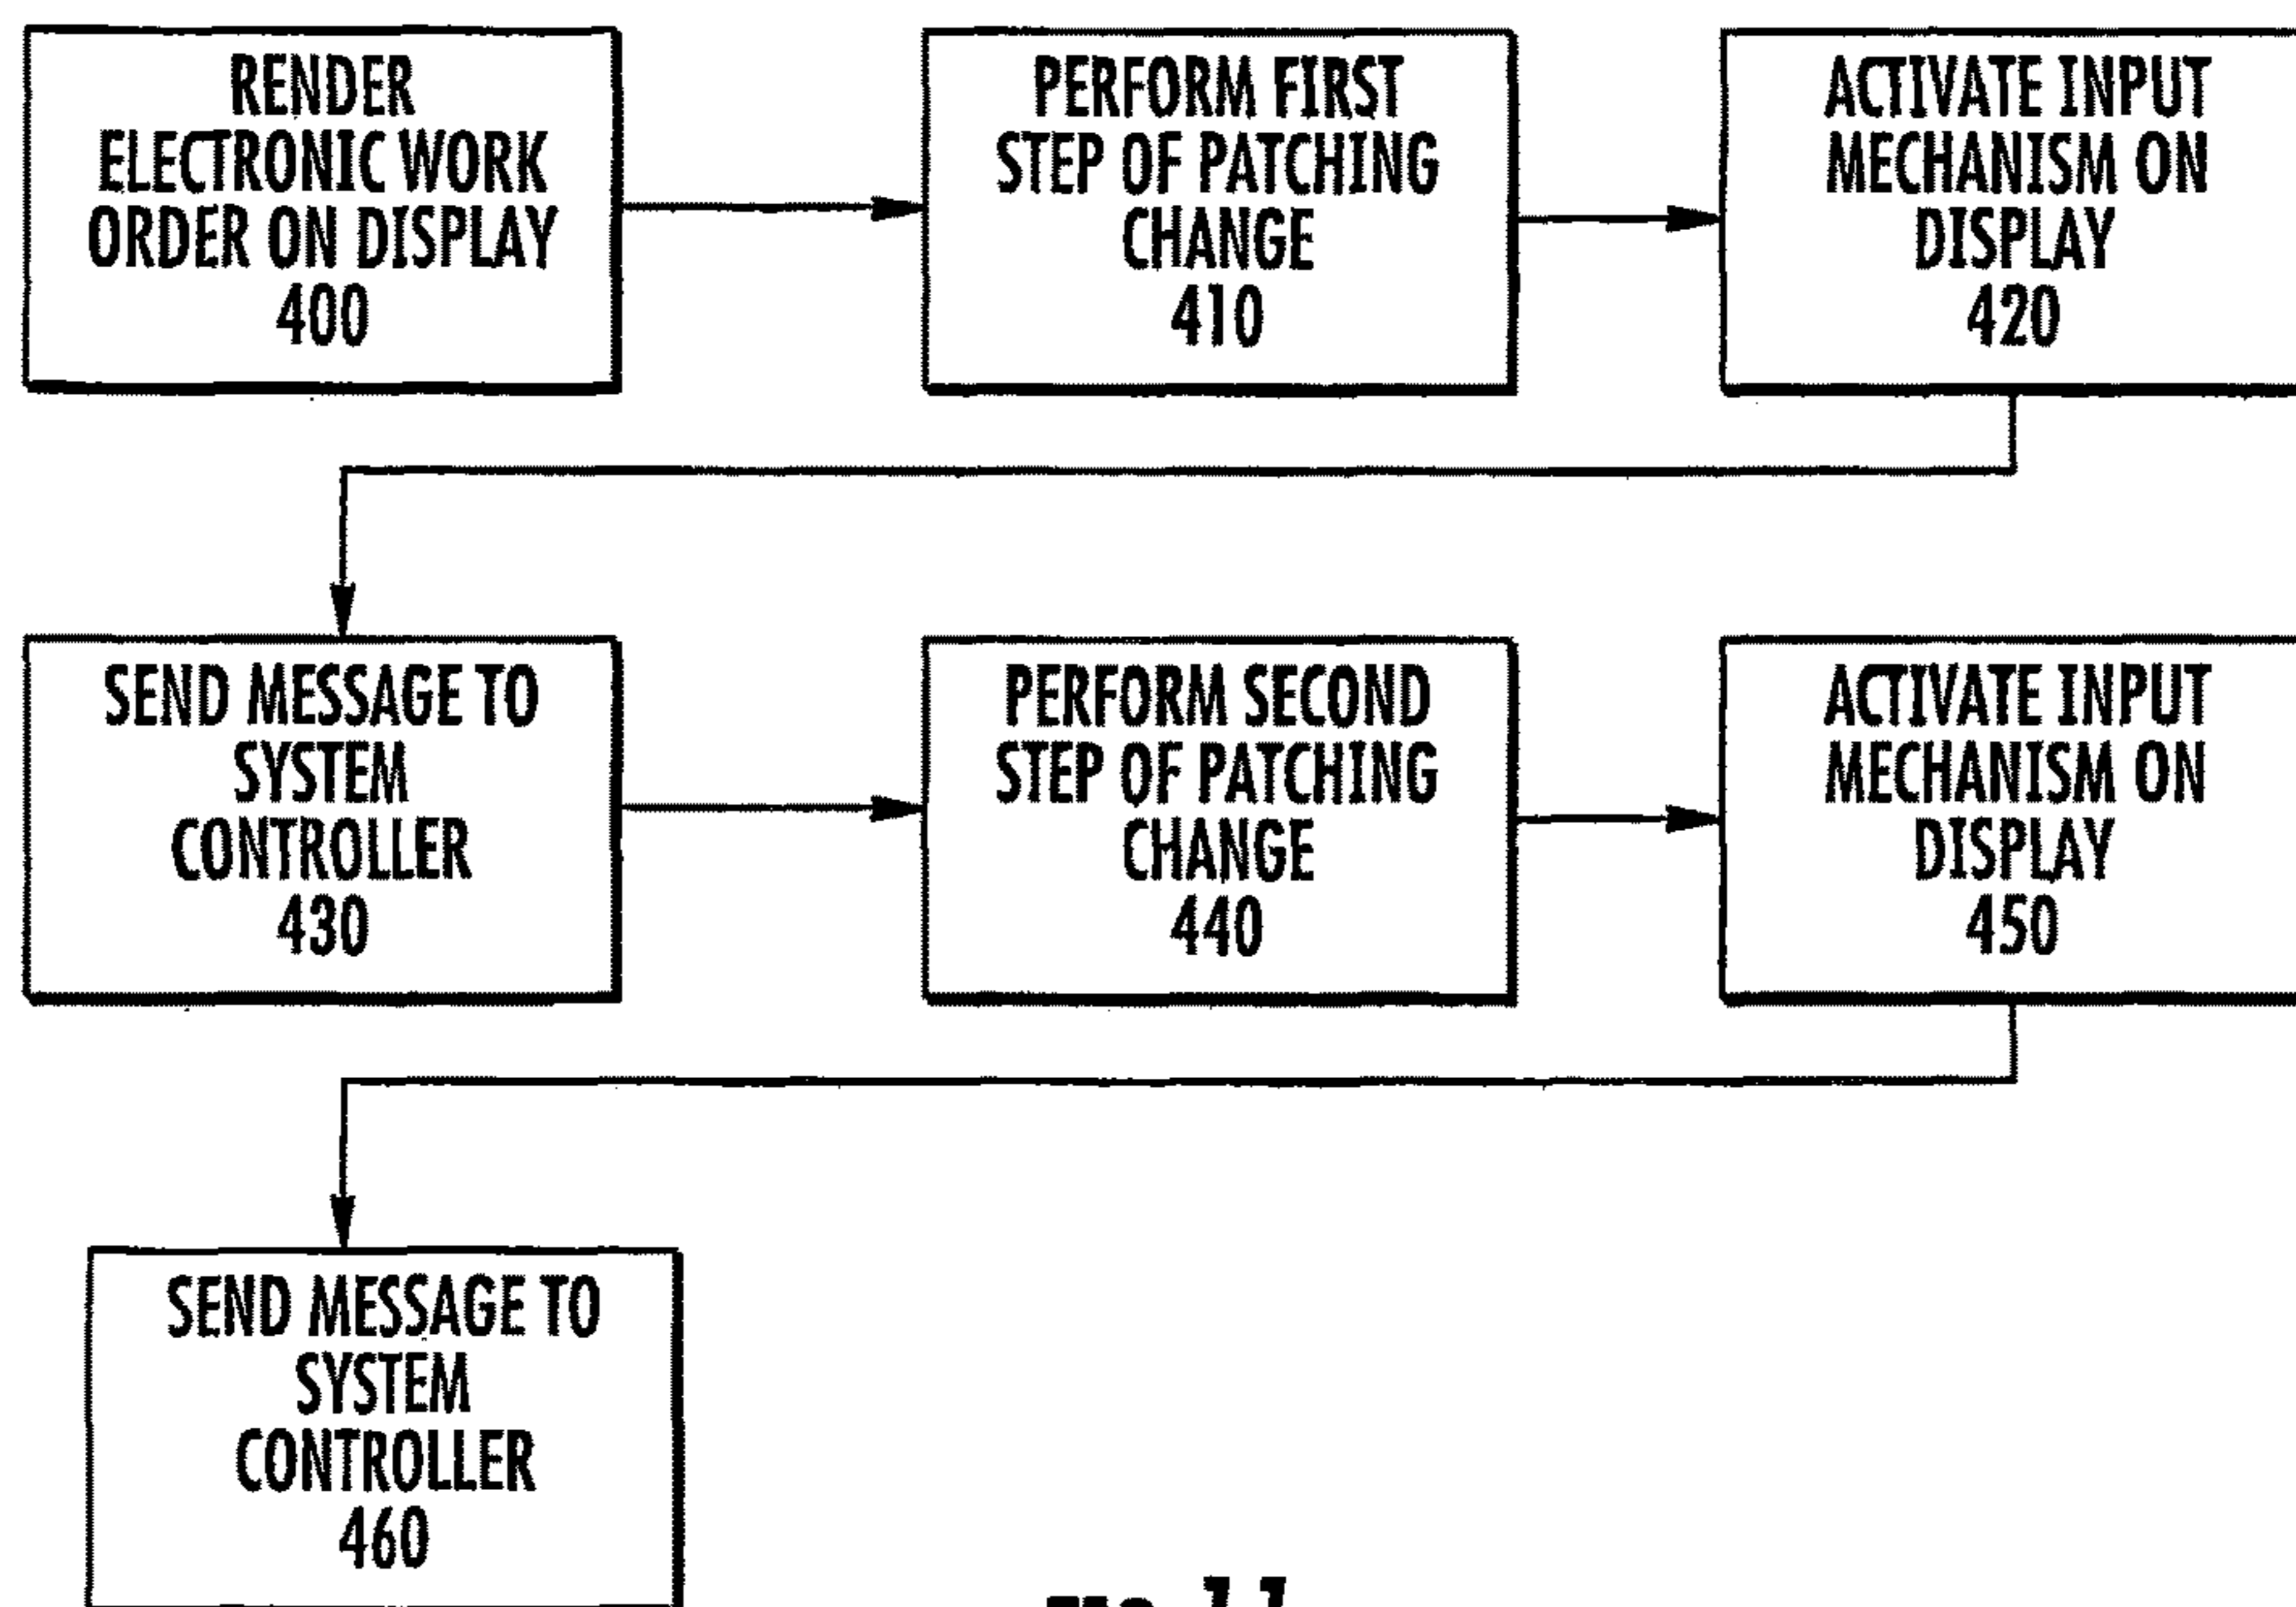 RENDER
ELECTRONIC WORK
ORDER ON DISPLAY
400
PERFORM FIRST
STEP OF PATCHING
CHANGE
410
ACTIVATE INPUT
MECHANISM ON
DISPLAY
420
SEND MESSAGE TO
SYSTEM
CONTROLLER
430
PERFORM SECOND
STEP OF PATCHING
CHANGE
440
ACTIVATE INPUT
MECHANISM ON
DISPLAY
450
SEND MESSAGE TO
SYSTEM
CONTROLLER
460